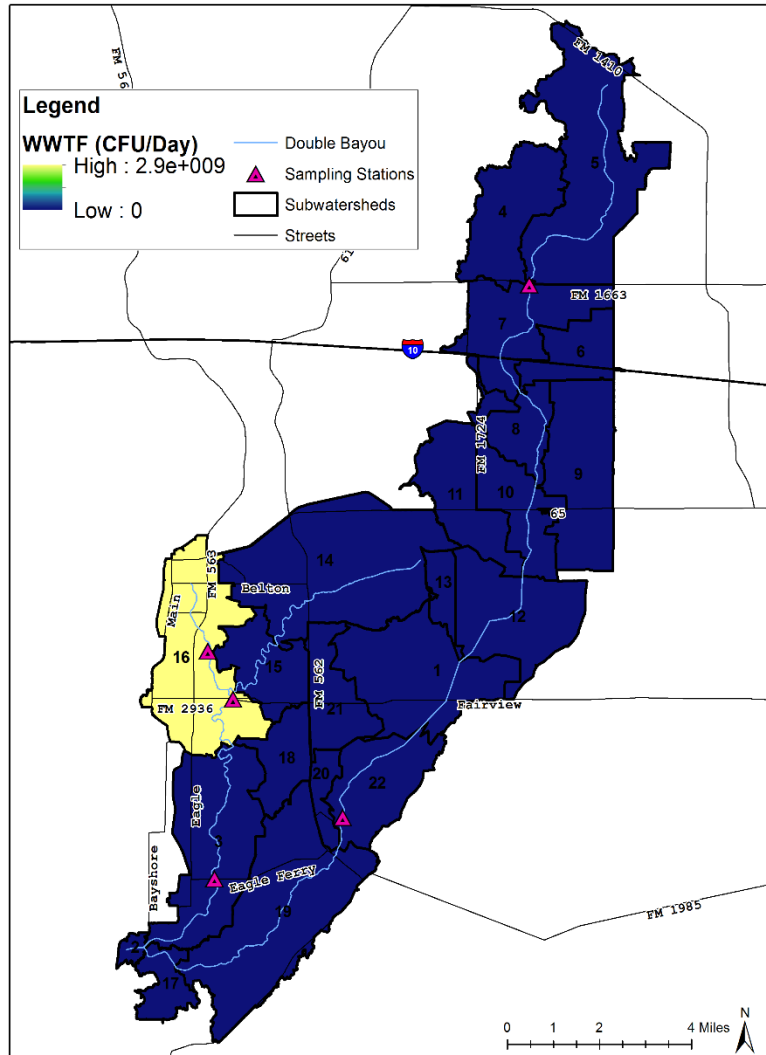 FM 1410
FM 56
Legend
WWTF (CFU/Day)
High : 2.9e+009
Low : 0
Double Bayou
Sampling Stations
Subwatersheds
Streets
61
5
4
FM 1663
7
6
10
8
FM 1724
9
11
10
65
14
FM 563
Belton
13
Main
12
16
15
FM 562
1
FM 2936
21
Fairview
18
20
22
Eagle
3
Bayshore
Eagle Ferry
19
FM 1985
2
17
N
0 1 2 4 Miles